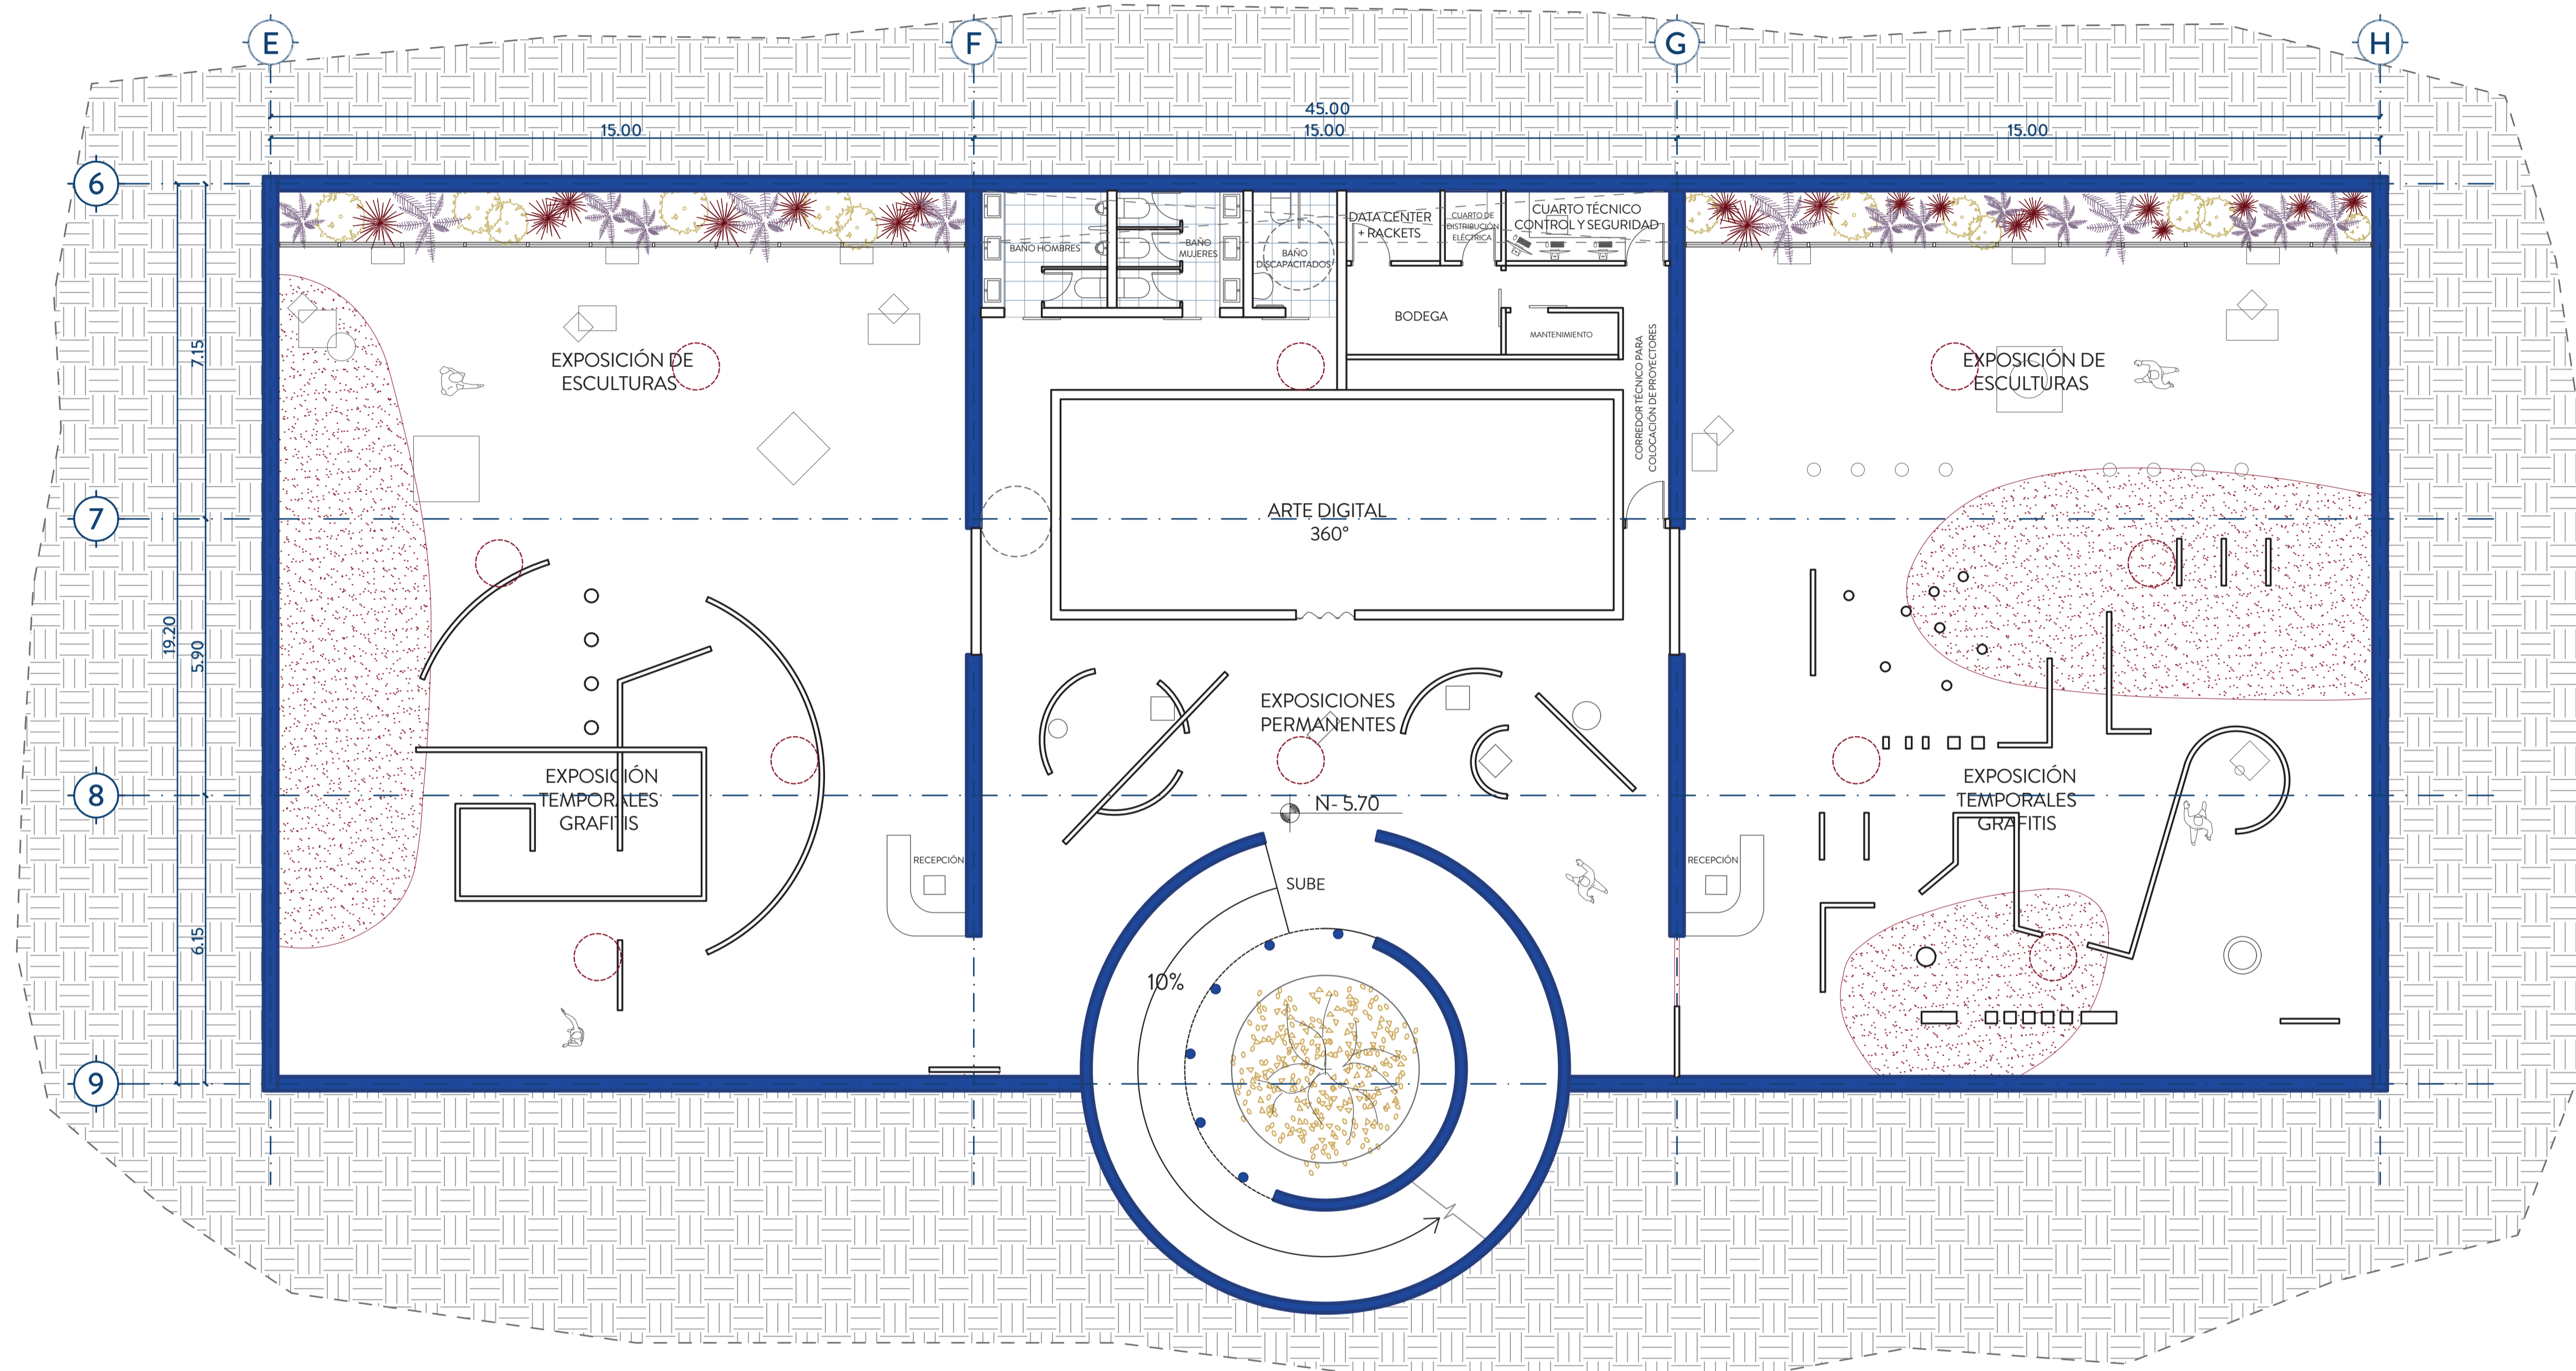 E
F
G
H
45.00
15.00
15.00
15.00
6
7
8
9
7.15
19.20
5.90
6.15
BAÑO HOMBRES
BAÑO
MUJERES
BAÑO
DISCAPACITADOS
DATA CENTER
+ RACKETS
CUARTO DE
DISTRIBUCIÓN
ELÉCTRICA
CUARTO TÉCNICO
CONTROL Y SEGURIDAD
BODEGA
MANTENIMIENTO
CORREDOR TÉCNICO PARA
COLOCACIÓN DE PROYECTORES
EXPOSICIÓN DE
ESCULTURAS
EXPOSICIÓN DE
ESCULTURAS
ARTE DIGITAL
360°
EXPOSICIONES
PERMANENTES
EXPOSICIÓN
TEMPORALES
GRAFITIS
EXPOSICIÓN
TEMPORALES
GRAFITIS
N- 5.70
RECEPCIÓN
RECEPCIÓN
SUBE
10%